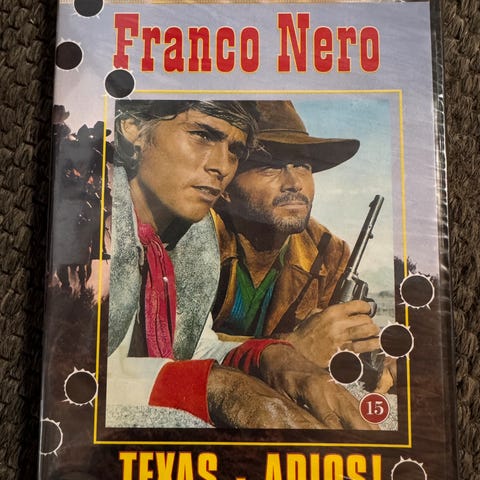 Franco Nero
15
TEXAS - ADIOS!